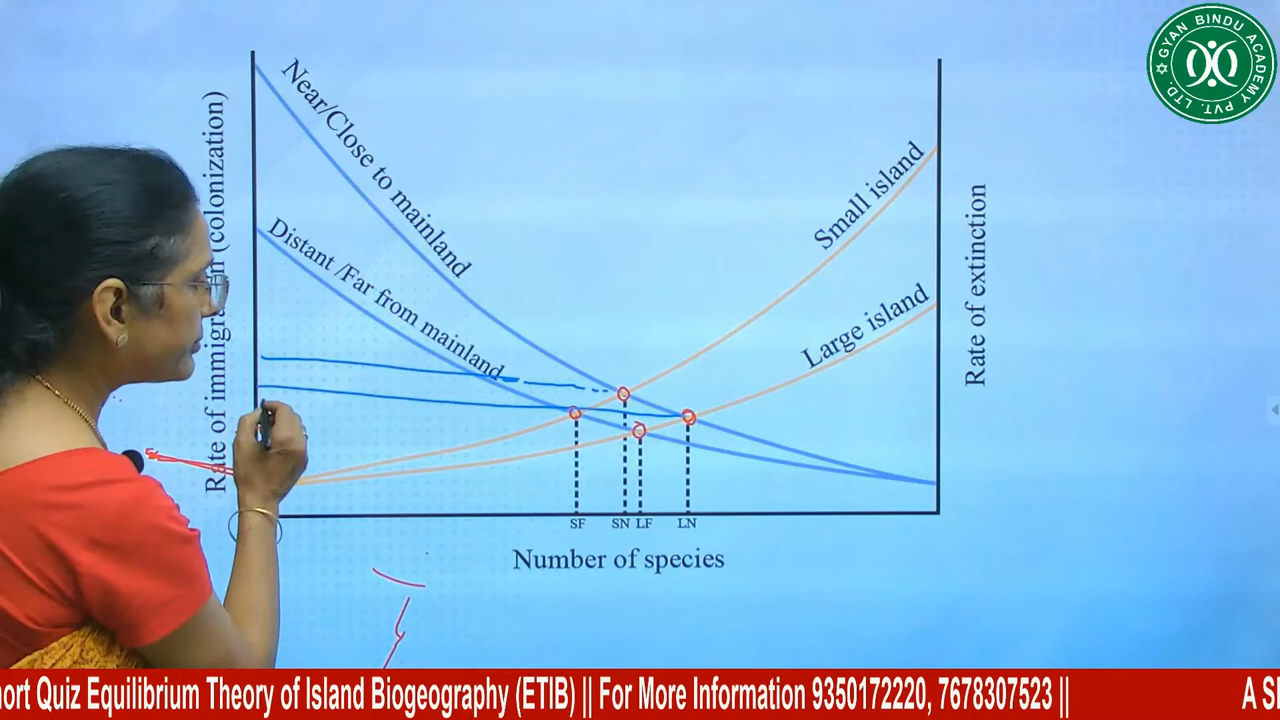 GYAN BINDU ACADEMY PVT. LTD.
Near/Close to mainland
Distant /Far from mainland
Small island
Large island
Rate of extinction
(colonization)
Rate of
SF SN LF LN
Number of species
Quiz Equilibrium Theory of Island Biogeography (ETIB) || For More Information 9350172220, 7678307523 ||